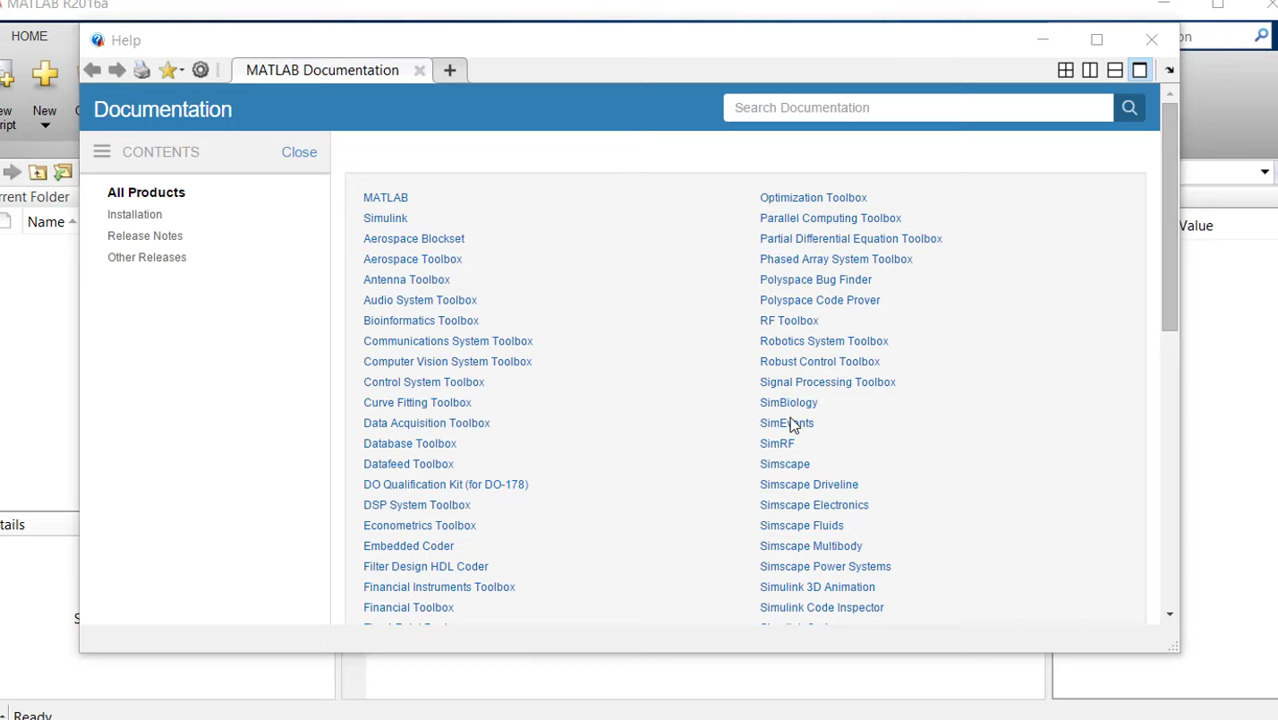 MATLAB R2016a
HOME
Help
MATLAB Documentation
New
Documentation
Search Documentation
CONTENTS
Close
All Products
Installation
Release Notes
Other Releases
Name
Value
MATLAB
Simulink
Aerospace Blockset
Aerospace Toolbox
Antenna Toolbox
Audio System Toolbox
Bioinformatics Toolbox
Communications System Toolbox
Computer Vision System Toolbox
Control System Toolbox
Curve Fitting Toolbox
Data Acquisition Toolbox
Database Toolbox
Datafeed Toolbox
DO Qualification Kit (for DO-178)
DSP System Toolbox
Econometrics Toolbox
Embedded Coder
Filter Design HDL Coder
Financial Instruments Toolbox
Financial Toolbox
Optimization Toolbox
Parallel Computing Toolbox
Partial Differential Equation Toolbox
Phased Array System Toolbox
Polyspace Bug Finder
Polyspace Code Prover
RF Toolbox
Robotics System Toolbox
Robust Control Toolbox
Signal Processing Toolbox
SimBiology
SimEvents
SimRF
Simscape
Simscape Driveline
Simscape Electronics
Simscape Fluids
Simscape Multibody
Simscape Power Systems
Simulink 3D Animation
Simulink Code Inspector
rrent Folder
tails
Ready